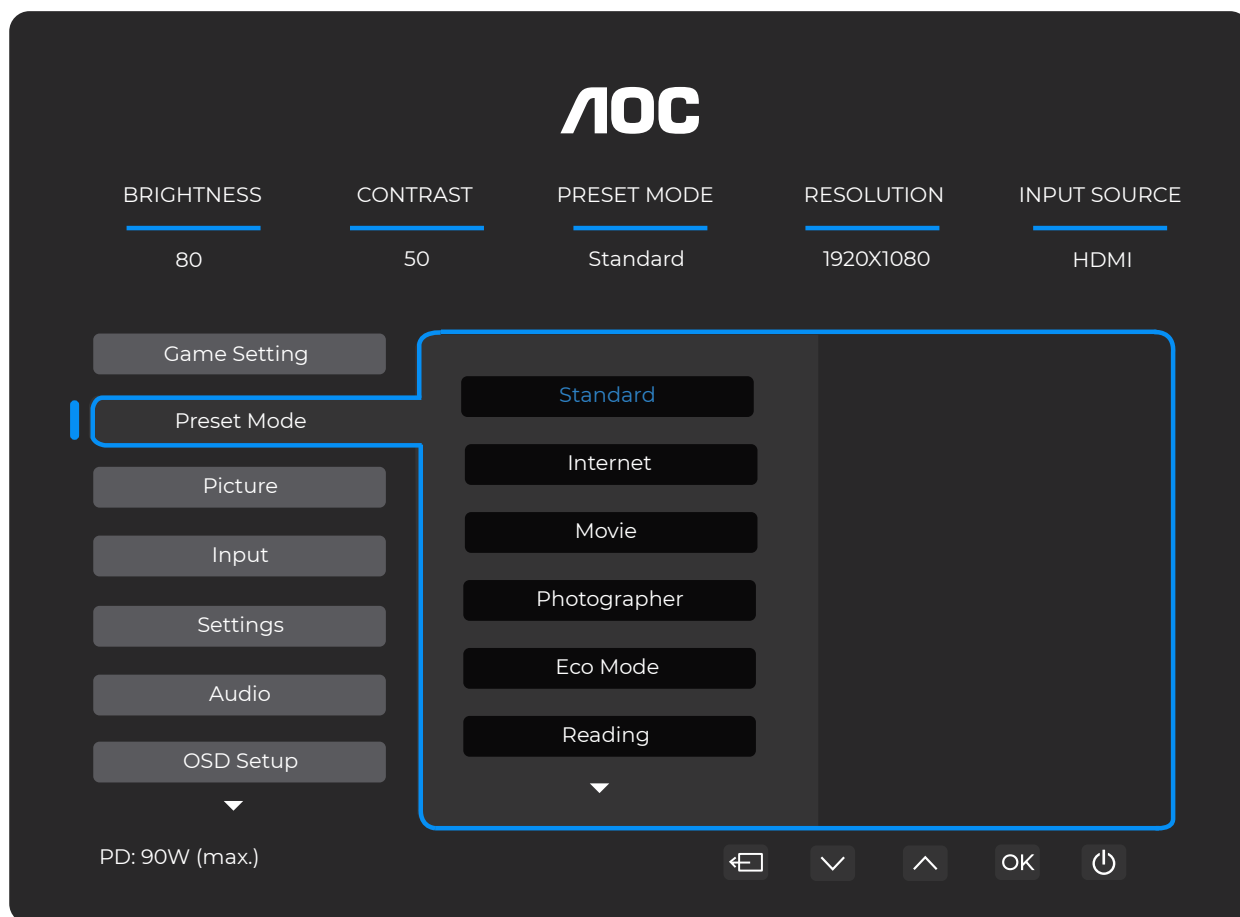 AOC
BRIGHTNESS CONTRAST PRESET MODE RESOLUTION INPUT SOURCE
80 50 Standard 1920X1080 HDMI
Game Setting
Preset Mode
Picture
Input
Settings
Audio
OSD Setup
Standard
Internet
Movie
Photographer
Eco Mode
Reading
PD: 90W (max.)
OK